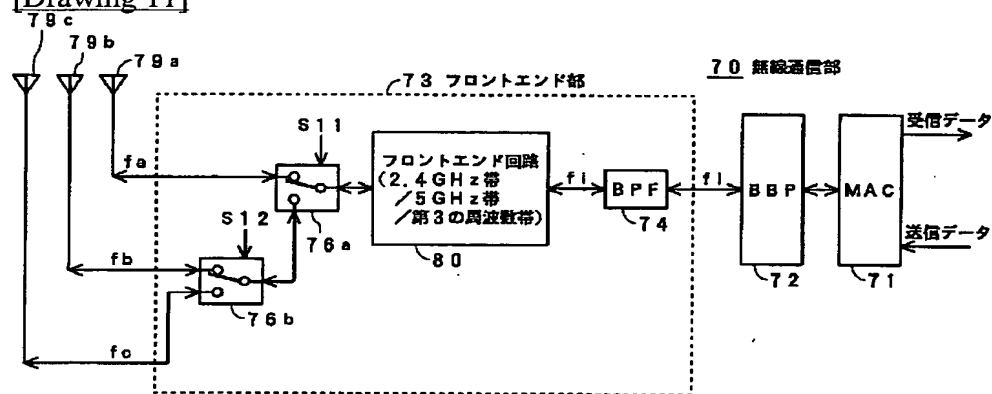 [Drawing 11]
79c
79b
79a
73 フロントエンド部
70 無線通信部
S11
受信データ
fa
フロントエンド回路
(2.4GHz帯
/5GHz帯
/第3の周波数帯)
fi
BPF
fi
BBP
MAC
S12
76a
74
送信データ
fb
80
72
71
76b
fc